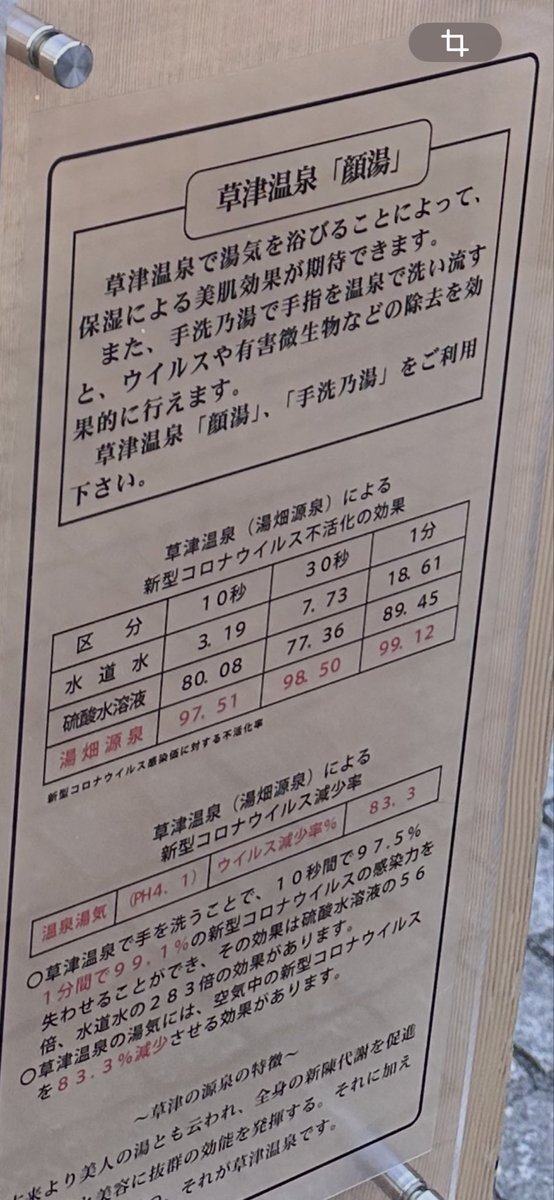 草津温泉「顔湯」
草津温泉で湯気を浴びることによって、
保湿による美肌効果が期待できます。
また、手洗乃湯で手指を温泉で洗い流す
と、ウイルスや有害微生物などの除去を効
果的に行えます。
草津温泉「顔湯」、「手洗乃湯」をご利用
下さい。
草津温泉（湯畑源泉）による
新型コロナウイルス不活化の効果
区 分 10秒 30秒 1分
水 道 水 3. 19 7. 73 18. 61
硫酸水溶液 80. 08 77. 36 89. 45
湯 畑 源 泉 97. 51 98. 50 99. 12
新型コロナウイルス感染価に対する不活化率
草津温泉（湯畑源泉）による
新型コロナウイルス減少率
温泉湯気 (PH4. 1) ウイルス減少率% 83. 3
○草津温泉で手を洗うことで、10秒間で97.5%
1分間で99.1%の新型コロナウイルスの感染力を
失わせることができ、その効果は硫酸水溶液の56
倍、水道水の283倍の効果があります。
○草津温泉の湯気には、空気中の新型コロナウイルス
を83.3%減少させる効果があります。
～草津の源泉の特徴～
来より美人の湯とも云われ、全身の新陳代謝を促進
美容に抜群の効能を発揮する。それに加え
、それが草津温泉です。